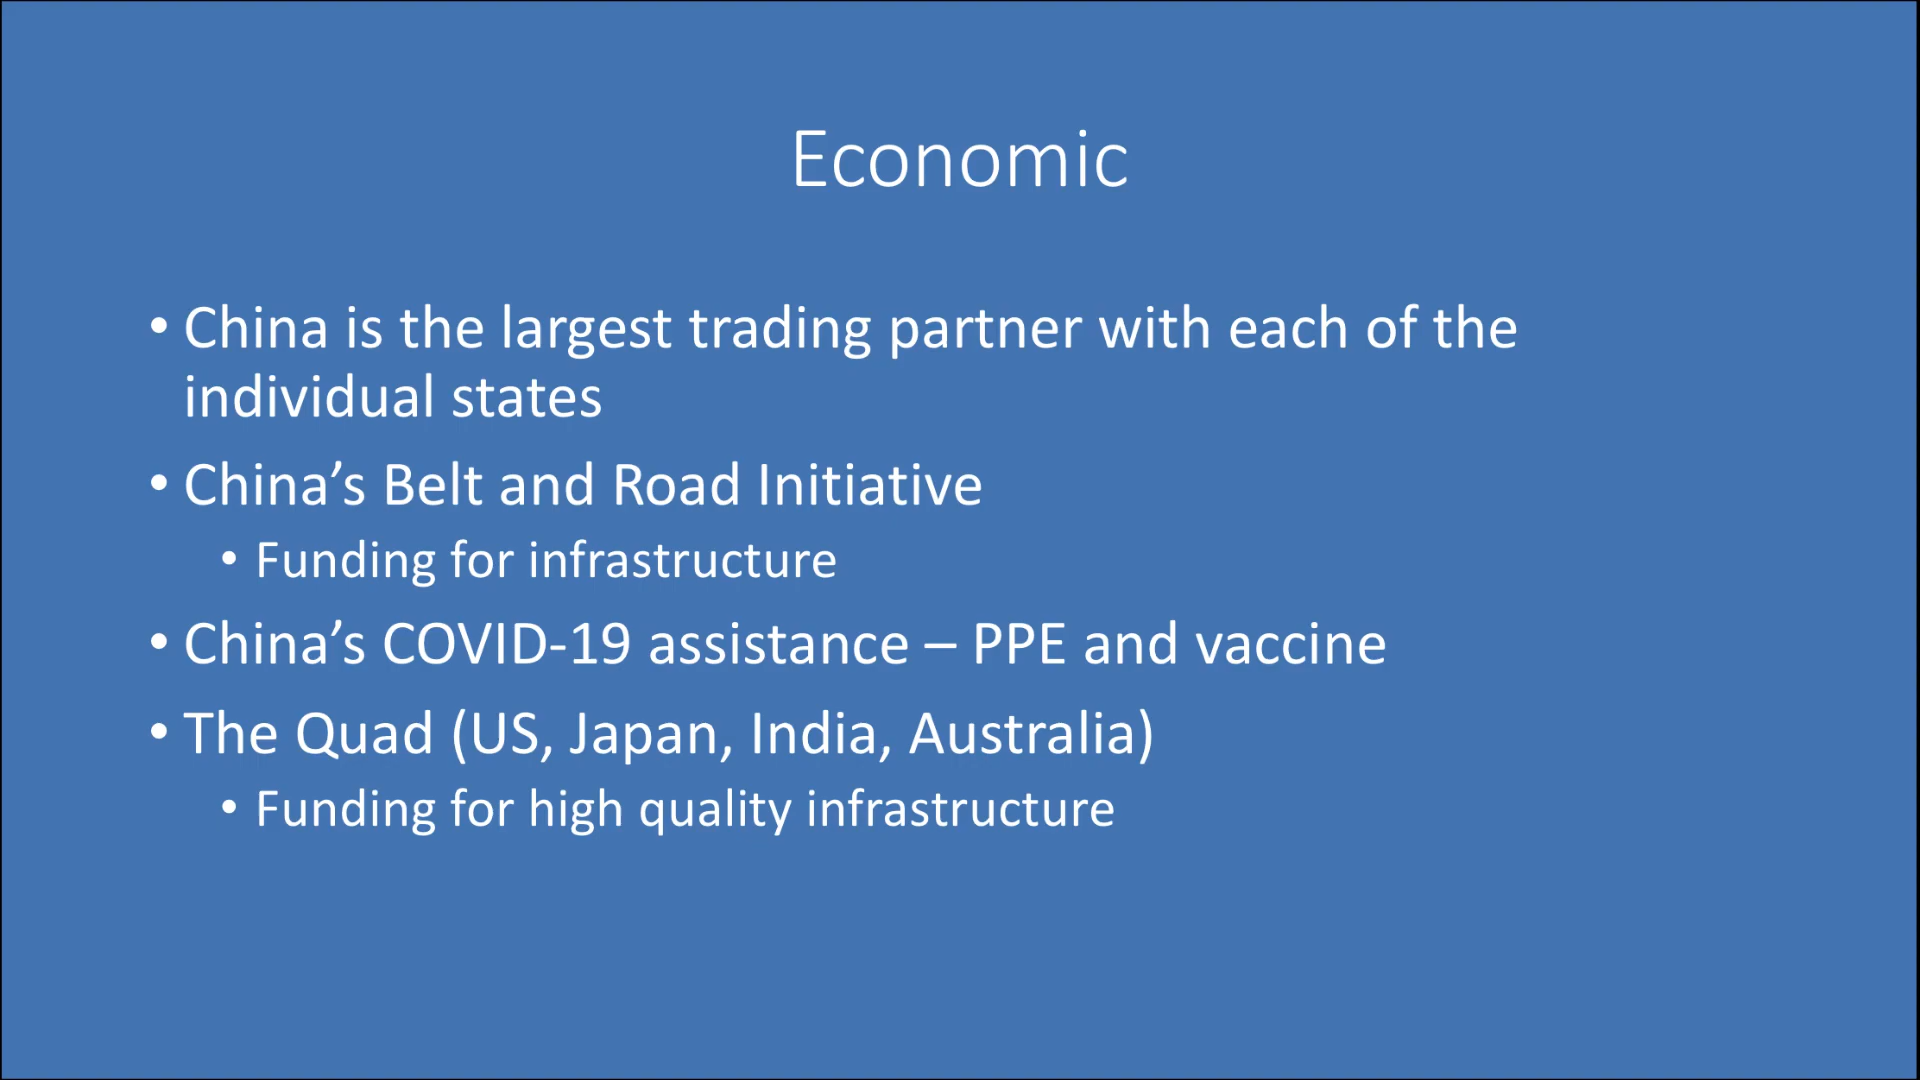 Economic
• China is the largest trading partner with each of the
individual states
• China’s Belt and Road Initiative
• Funding for infrastructure
• China’s COVID-19 assistance – PPE and vaccine
• The Quad (US, Japan, India, Australia)
• Funding for high quality infrastructure